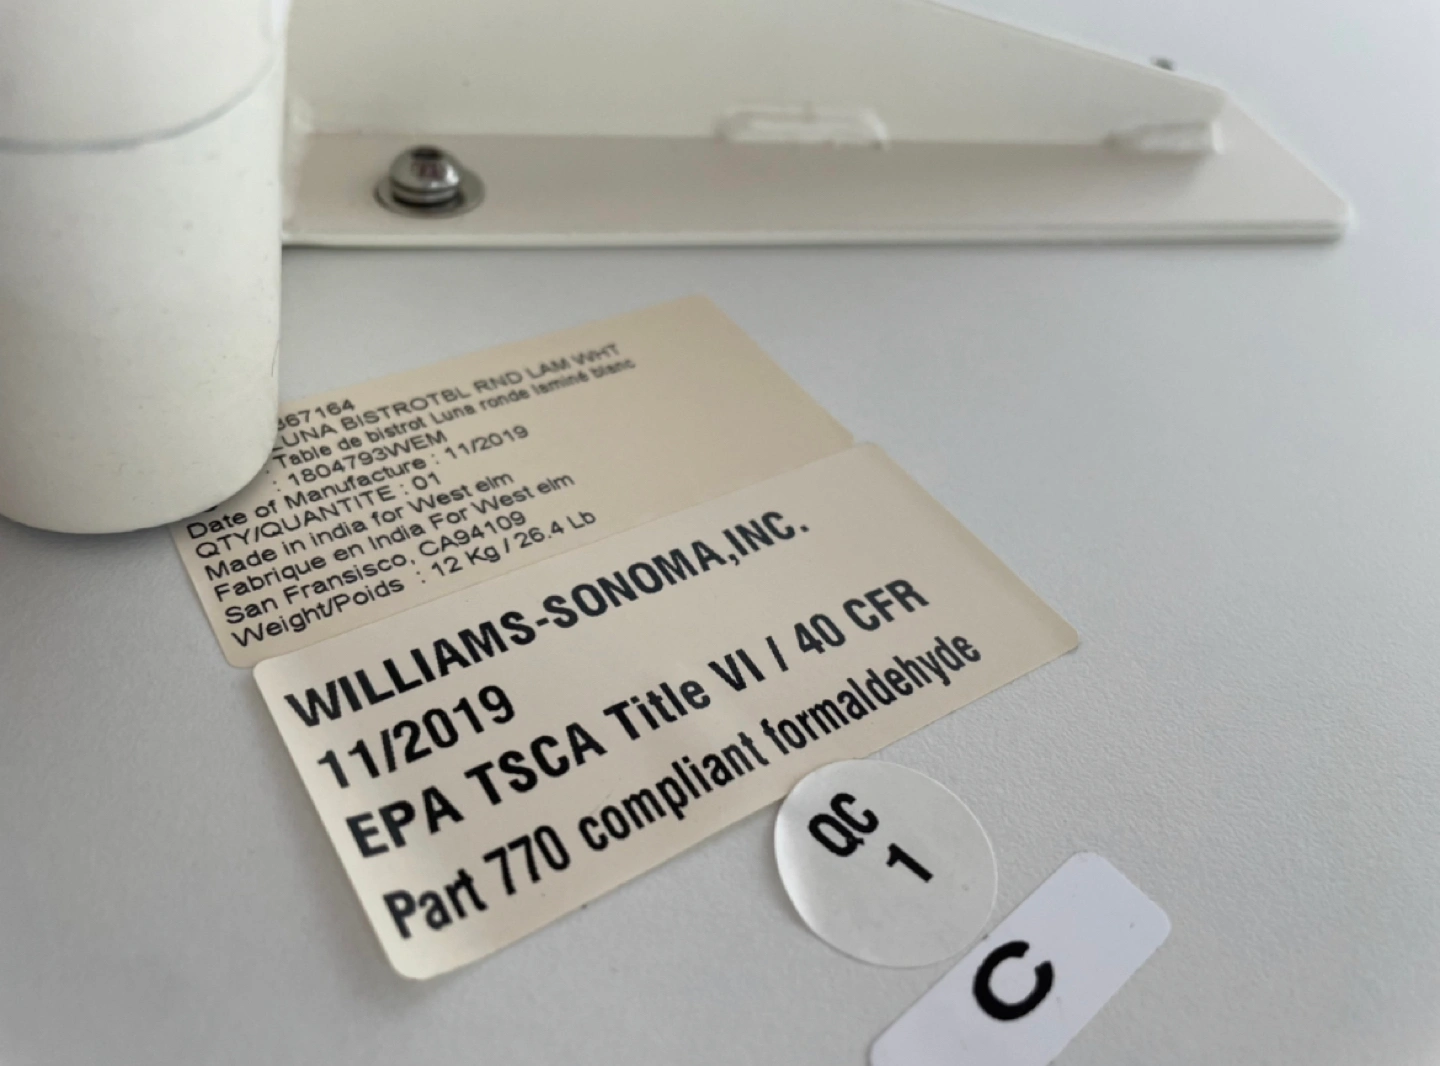 367164
LUNA BISTROTBL RND LAM WHT
: Table de bistrot Luna ronde laminé blanc
: 1804793WEM
Date of Manufacture : 11/2019
QTY/QUANTITE : 01
Made in india for West elm
Fabrique en India For West elm
San Fransisco, CA94109
Weight/Poids : 12 Kg / 26.4 Lb
WILLIAMS-SONOMA,INC.
11/2019
EPA TSCA Title VI / 40 CFR
Part 770 compliant formaldehyde
QC
1
C